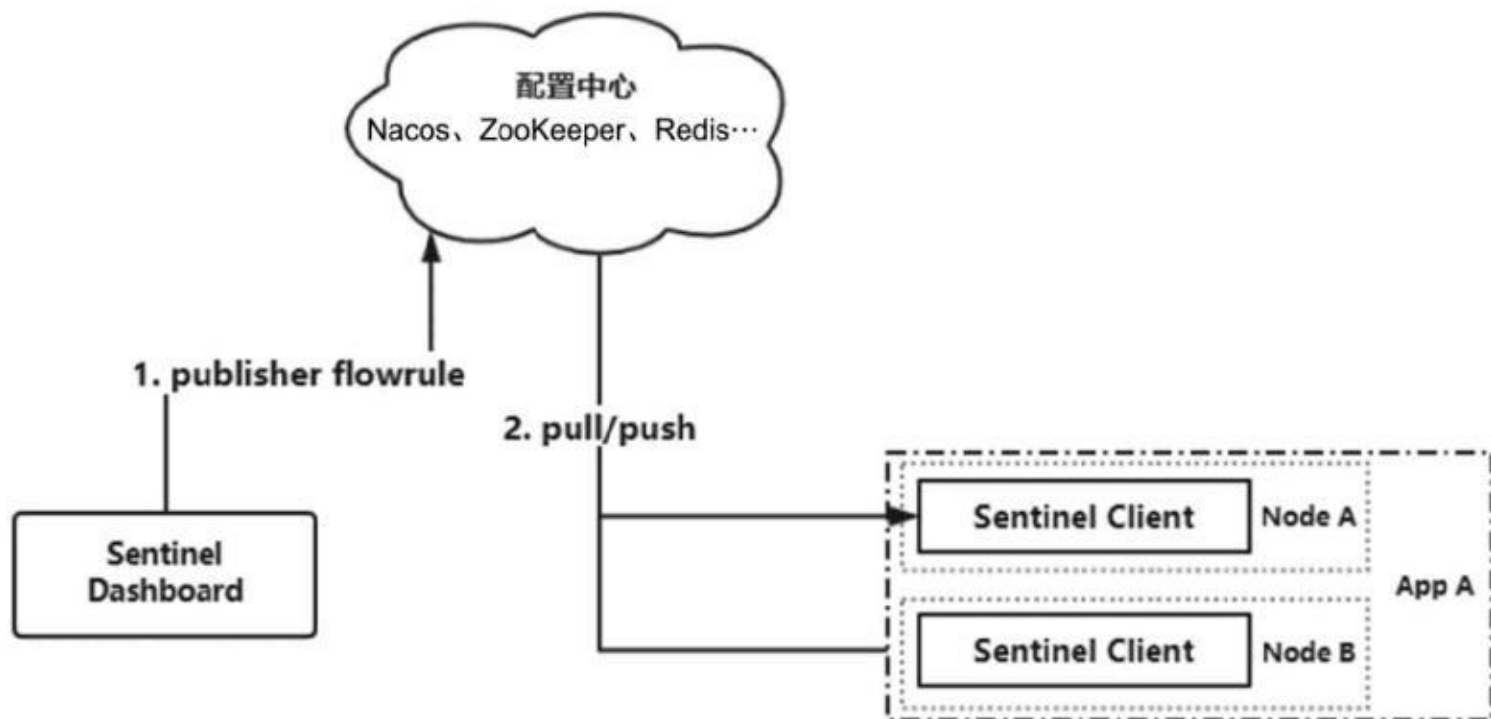 配置中心
Nacos、ZooKeeper、Redis…
1. publisher flowrule
2. pull/push
Sentinel
Dashboard
Sentinel Client
Node A
App A
Sentinel Client
Node B